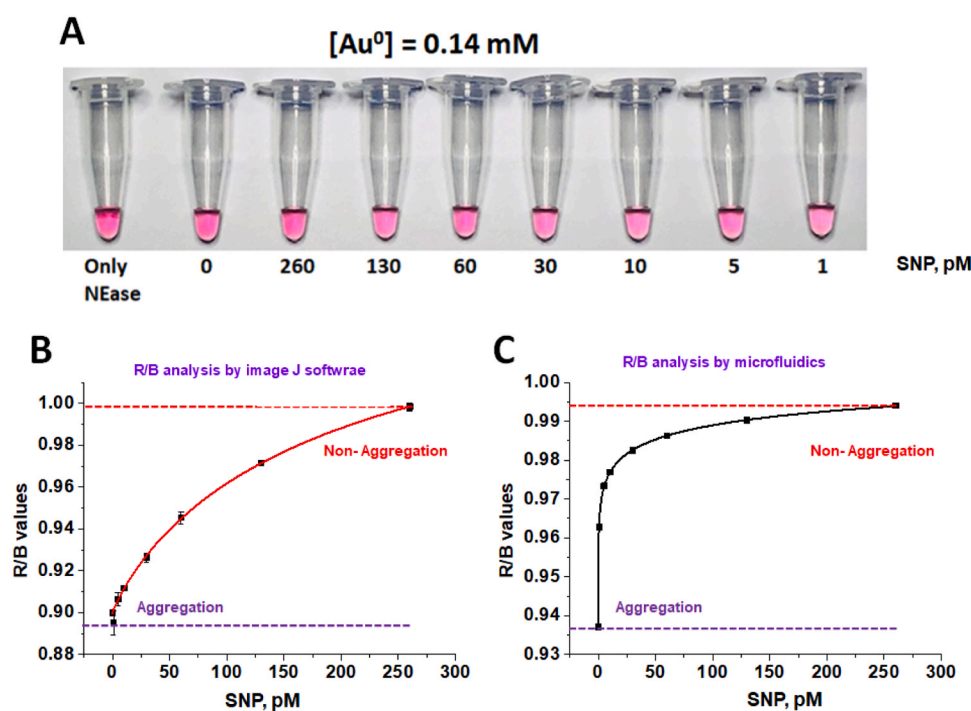 A
[Au⁰] = 0.14 mM
Only NEase 0 260 130 60 30 10 5 1 SNP, pM
B
R/B analysis by image J softwrae
1.00
0.98
0.96
0.94
0.92
0.90
0.88
R/B values
Non- Aggregation
Aggregation
0 50 100 150 200 250 300
SNP, pM
C
R/B analysis by microfluidics
1.00
0.99
0.98
0.97
0.96
0.95
0.94
0.93
R/B values
Non- Aggregation
Aggregation
0 50 100 150 200 250 300
SNP, pM